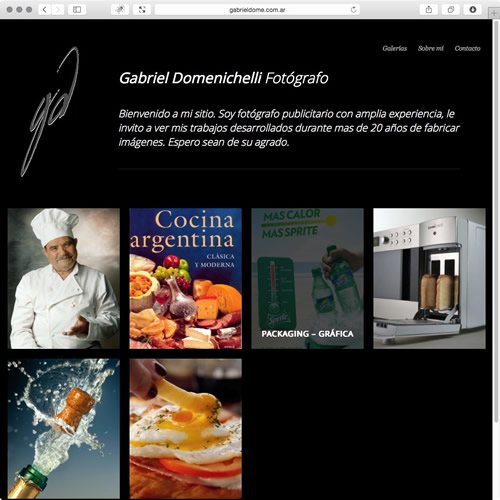 gabrieldome.com.ar
Galerías Sobre mí Contacto
gd
Gabriel Domenichelli Fotógrafo
Bienvenido a mi sitio. Soy fotógrafo publicitario con amplia experiencia, le
invito a ver mis trabajos desarrollados durante mas de 20 años de fabricar
imágenes. Espero sean de su agrado.
Cocina
argentina
CLÁSICA
Y MODERNA
MAS CALOR
MAS SPRITE
Sprite
PACKAGING – GRÁFICA